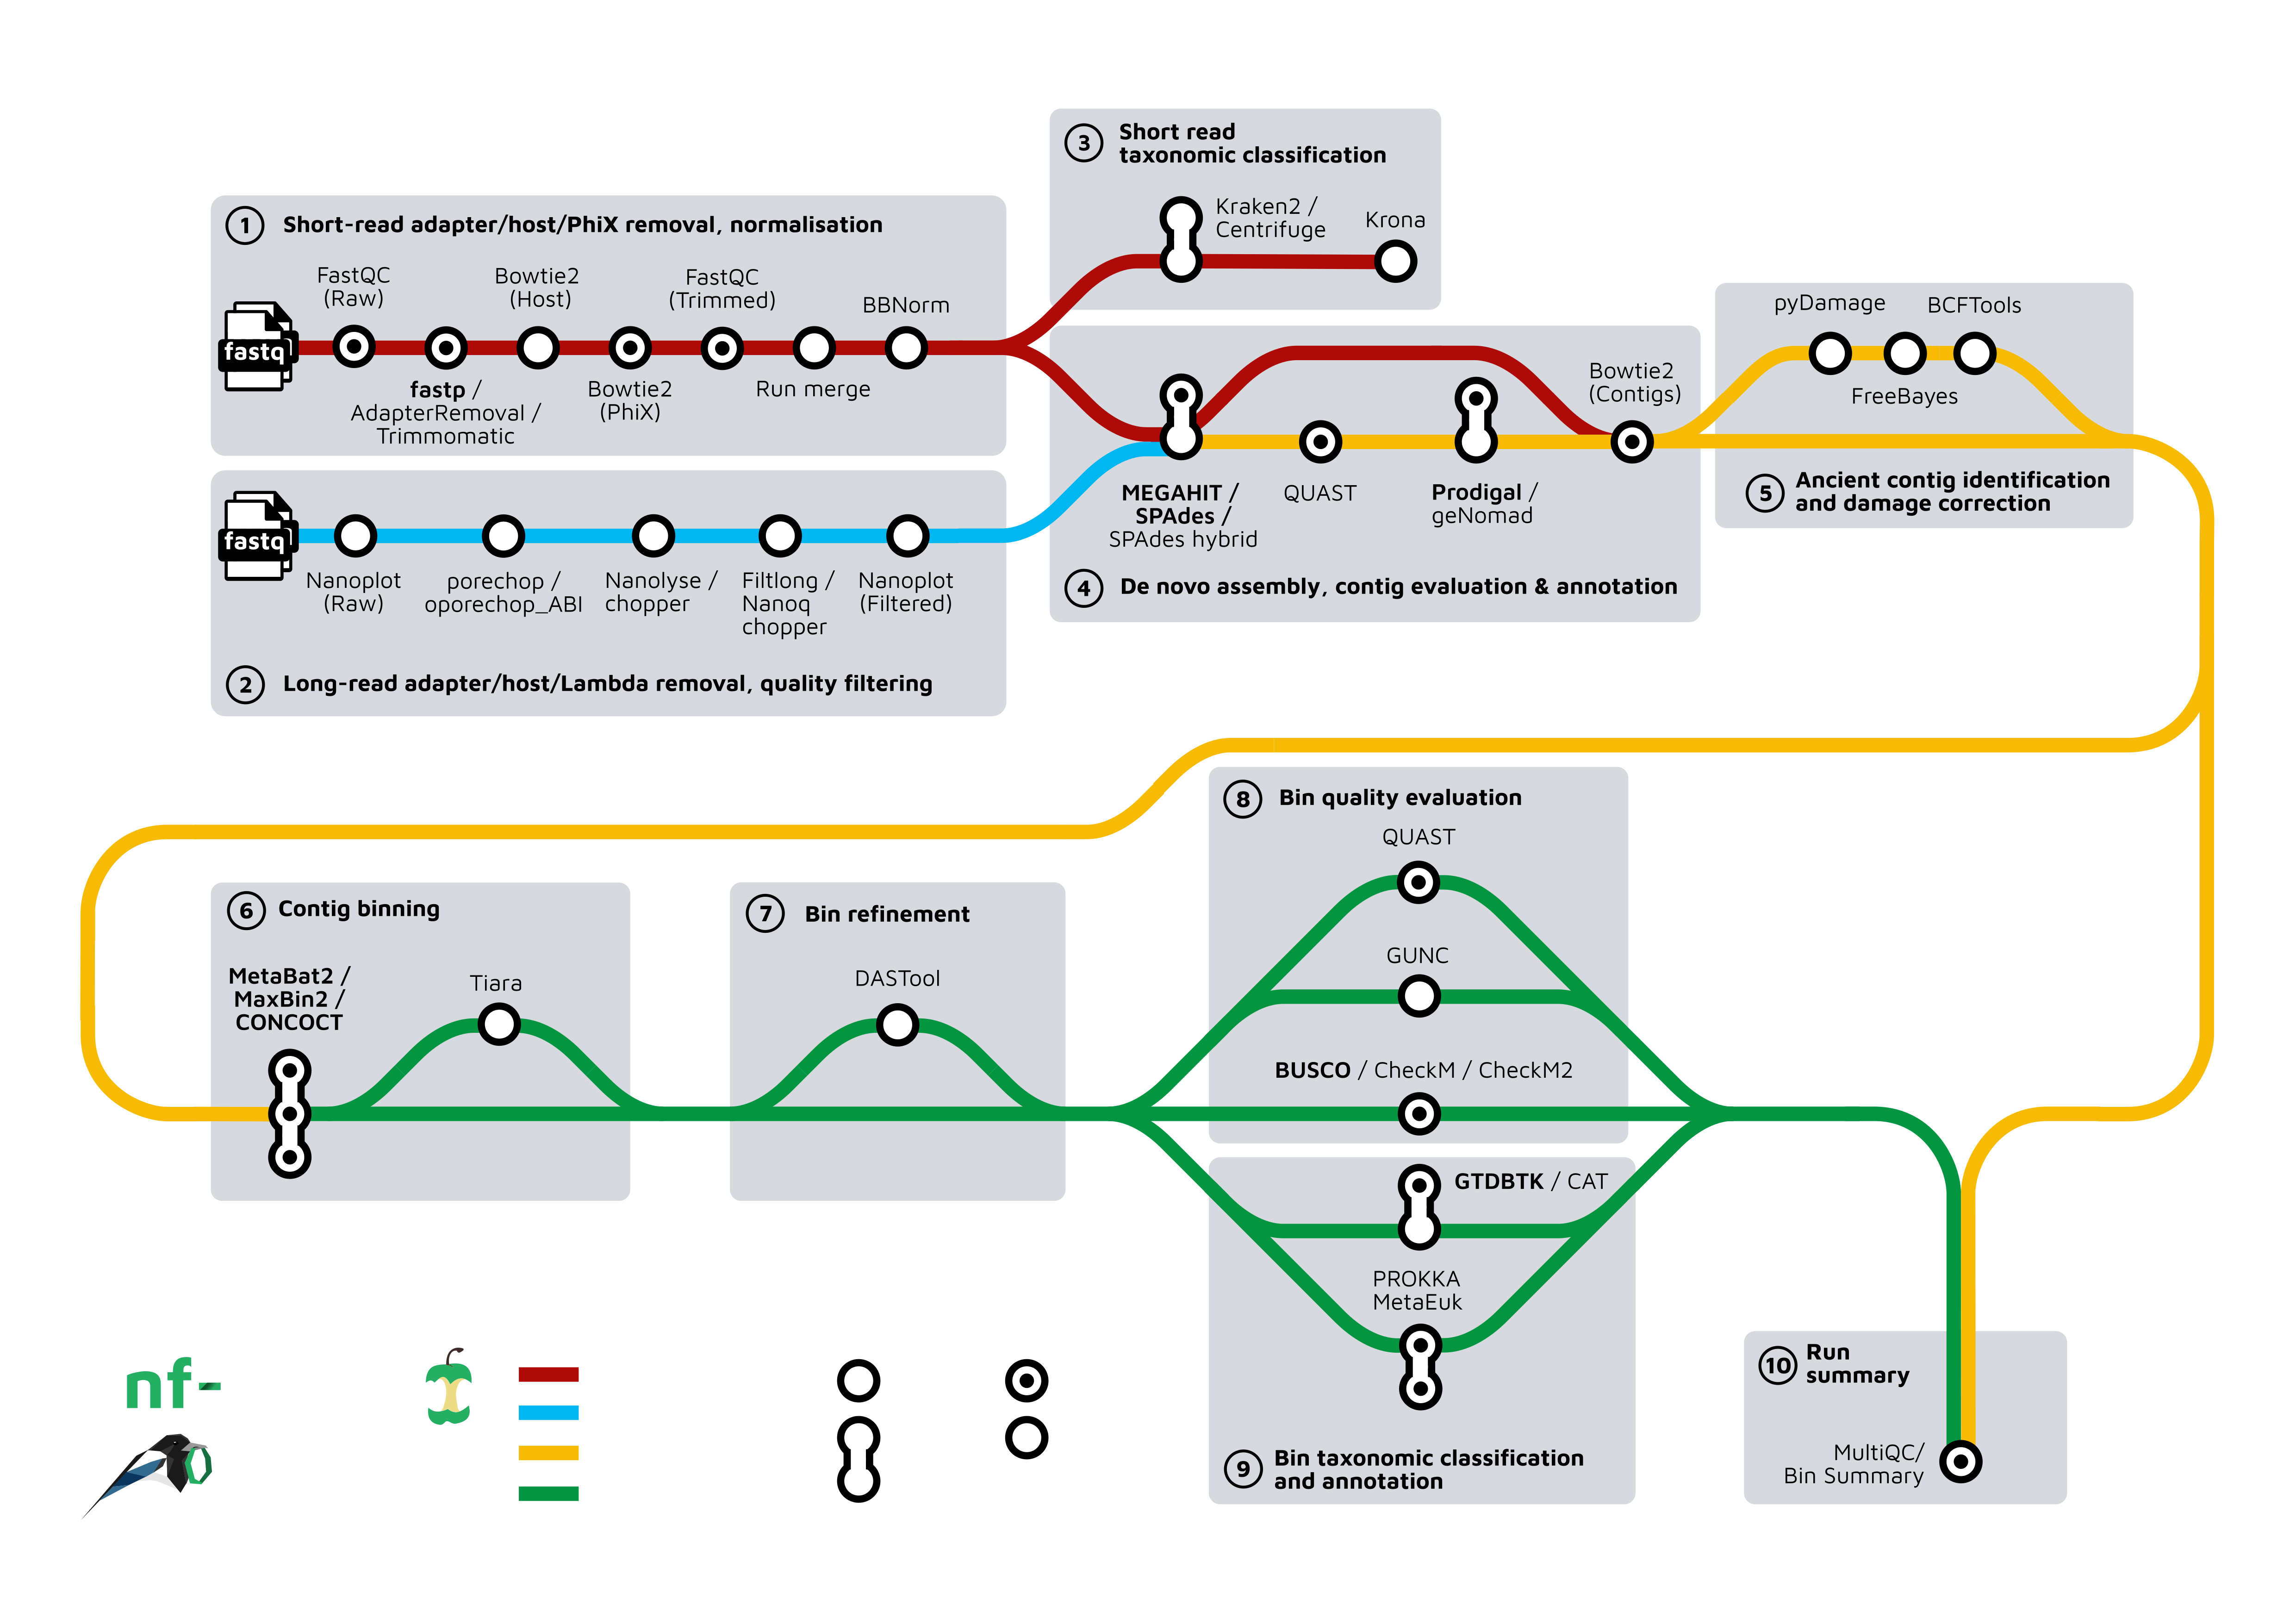 1
Short-read adapter/host/PhiX removal, normalisation
FastQC
(Raw)
Bowtie2
(Host)
FastQC
(Trimmed)
BBNorm
fastq
fastp /
AdapterRemoval /
Trimmomatic
Bowtie2
(PhiX)
Run merge
fastq
Nanoplot
(Raw)
porechop /
oporechop_ABI
Nanolyse /
chopper
Filtlong /
Nanoq
chopper
Nanoplot
(Filtered)
2
Long-read adapter/host/Lambda removal, quality filtering
3
Short read
taxonomic classification
Kraken2 /
Centrifuge
Krona
Bowtie2
(Contigs)
MEGAHIT /
SPAdes /
SPAdes hybrid
QUAST
Prodigal /
geNomad
4
De novo assembly, contig evaluation & annotation
pyDamage
BCFTools
FreeBayes
5
Ancient contig identification
and damage correction
6
Contig binning
MetaBat2 /
MaxBin2 /
CONCOCT
Tiara
7
Bin refinement
DASTool
8
Bin quality evaluation
QUAST
GUNC
BUSCO / CheckM / CheckM2
GTDBTK / CAT
PROKKA
MetaEuk
9
Bin taxonomic classification
and annotation
10
Run
summary
MultiQC/
Bin Summary
nf-